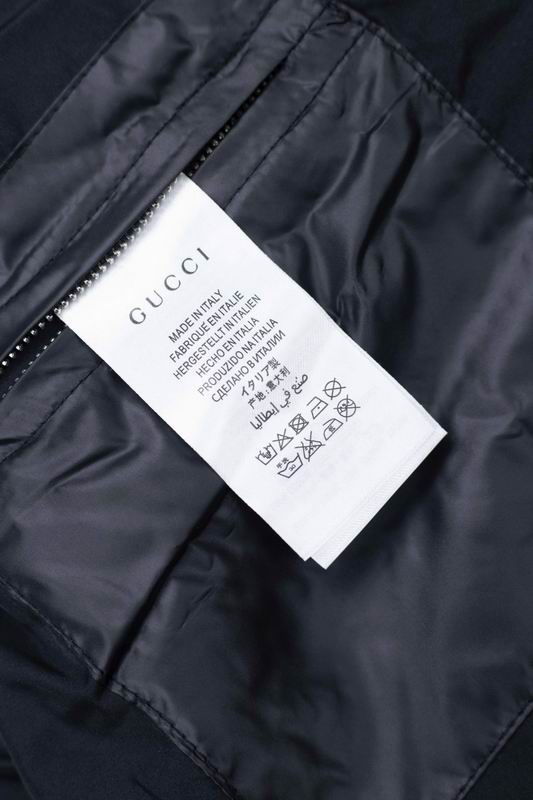 GUCCI
MADE IN ITALY
FABRIQUE EN ITALIE
HERGESTELLT IN ITALIEN
HECHO EN ITALIA
PRODUZIDO NA ITALIA
СДЕЛАНО В ИТАЛИИ
イタリア製
产地:意大利
صنع في إيطاليا